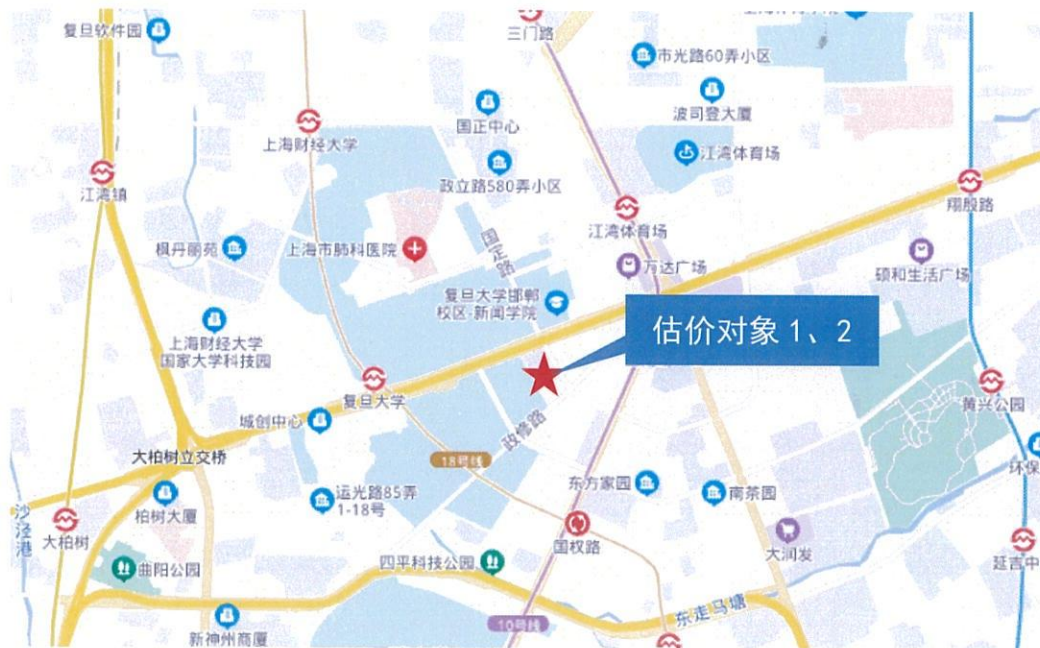 三门路
复旦软件园
市光路60弄小区
国正中心
波司登大厦
上海财经大学
江湾体育场
政立路580弄小区
江湾镇
翔殷路
江湾体育场
国定路
枫丹丽苑
上海市肺科医院
万达广场
颐和生活广场
复旦大学邯郸
校区-新闻学院
估价对象 1、2
上海财经大学
国家大学科技园
复旦大学
黄兴公园
城创中心
政修路
大柏树立交桥
18号线
环保
东方家园
南茶园
运光路85弄
1-18号
柏树大厦
沙泾港
大柏树
国权路
大润发
延吉中
四平科技公园
曲阳公园
东走马塘
10号线
新神州商厦